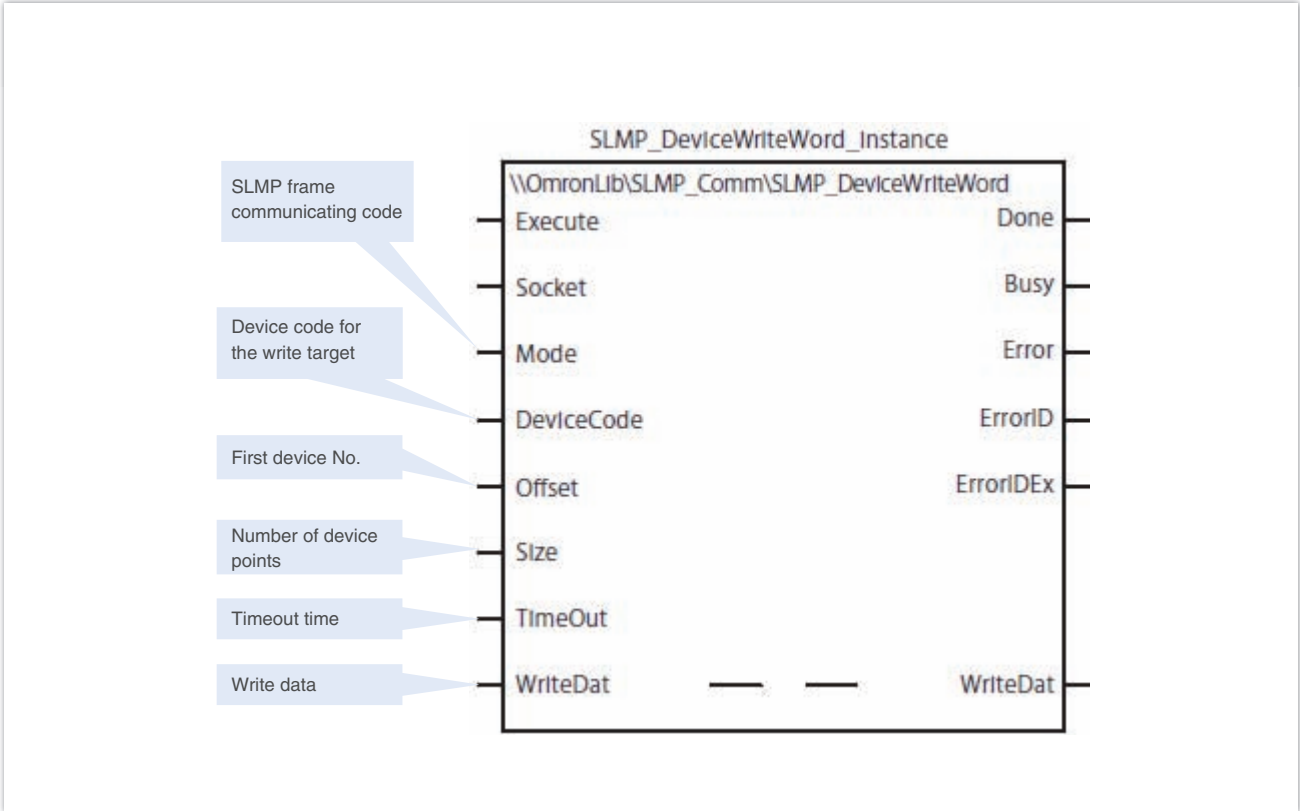 SLMP_DeviceWriteWord_Instance
\\OmronLib\SLMP_Comm\SLMP_DeviceWriteWord
SLMP frame
communicating code
Execute
Done
Socket
Busy
Device code for
the write target
Mode
Error
DeviceCode
ErrorID
First device No.
Offset
ErrorIDEx
Number of device
points
Size
Timeout time
TimeOut
Write data
WriteDat
WriteDat